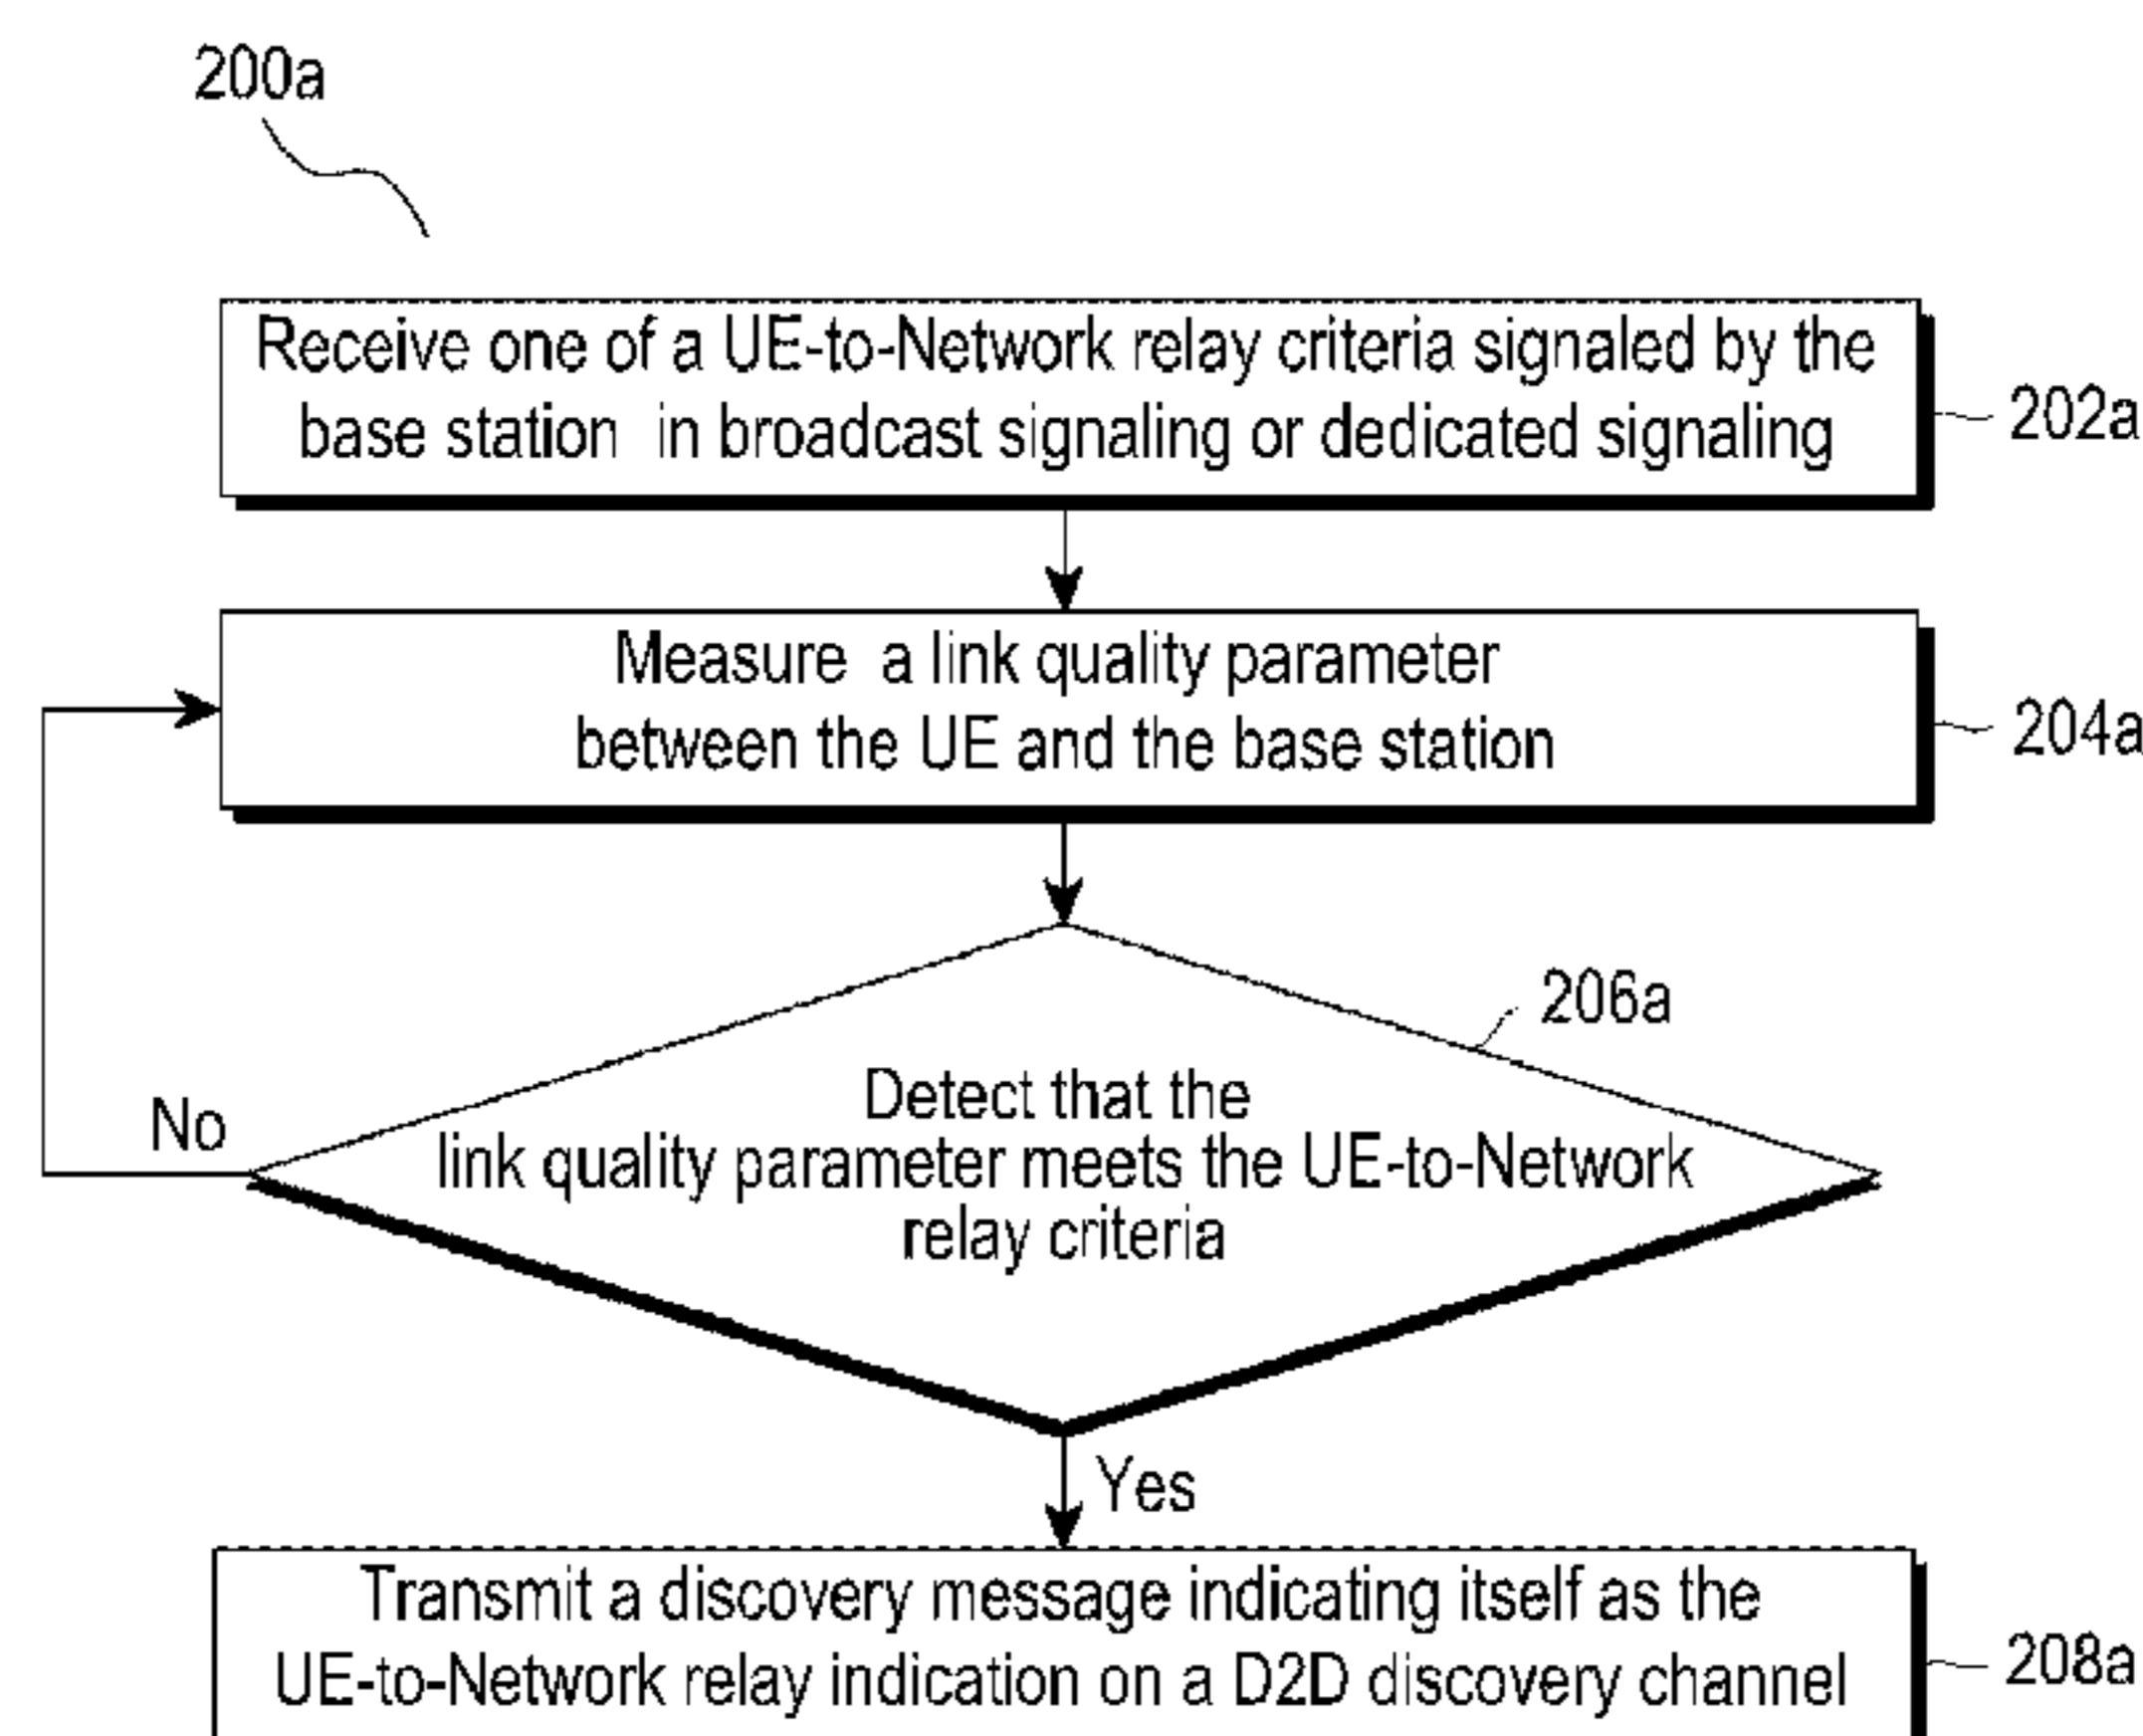 200a
Receive one of a UE-to-Network relay criteria signaled by the
base station in broadcast signaling or dedicated signaling
202a
Measure a link quality parameter
between the UE and the base station
204a
206a
Detect that the
link quality parameter meets the UE-to-Network
relay criteria
No
Yes
Transmit a discovery message indicating itself as the
UE-to-Network relay indication on a D2D discovery channel
208a